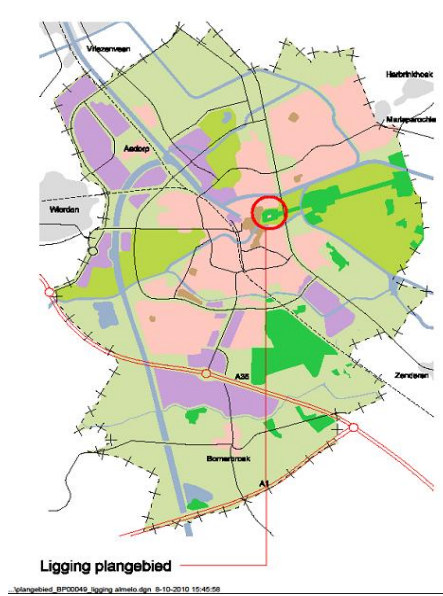 Vriezenveen
Harbrinkhoek
Mariaparochie
Aadorp
Wierden
A35
Zenderen
Bornerbroek
A1
Ligging plangebied
...\plangebied_BP00049_ligging almelo.dgn 8-10-2010 15:45:58